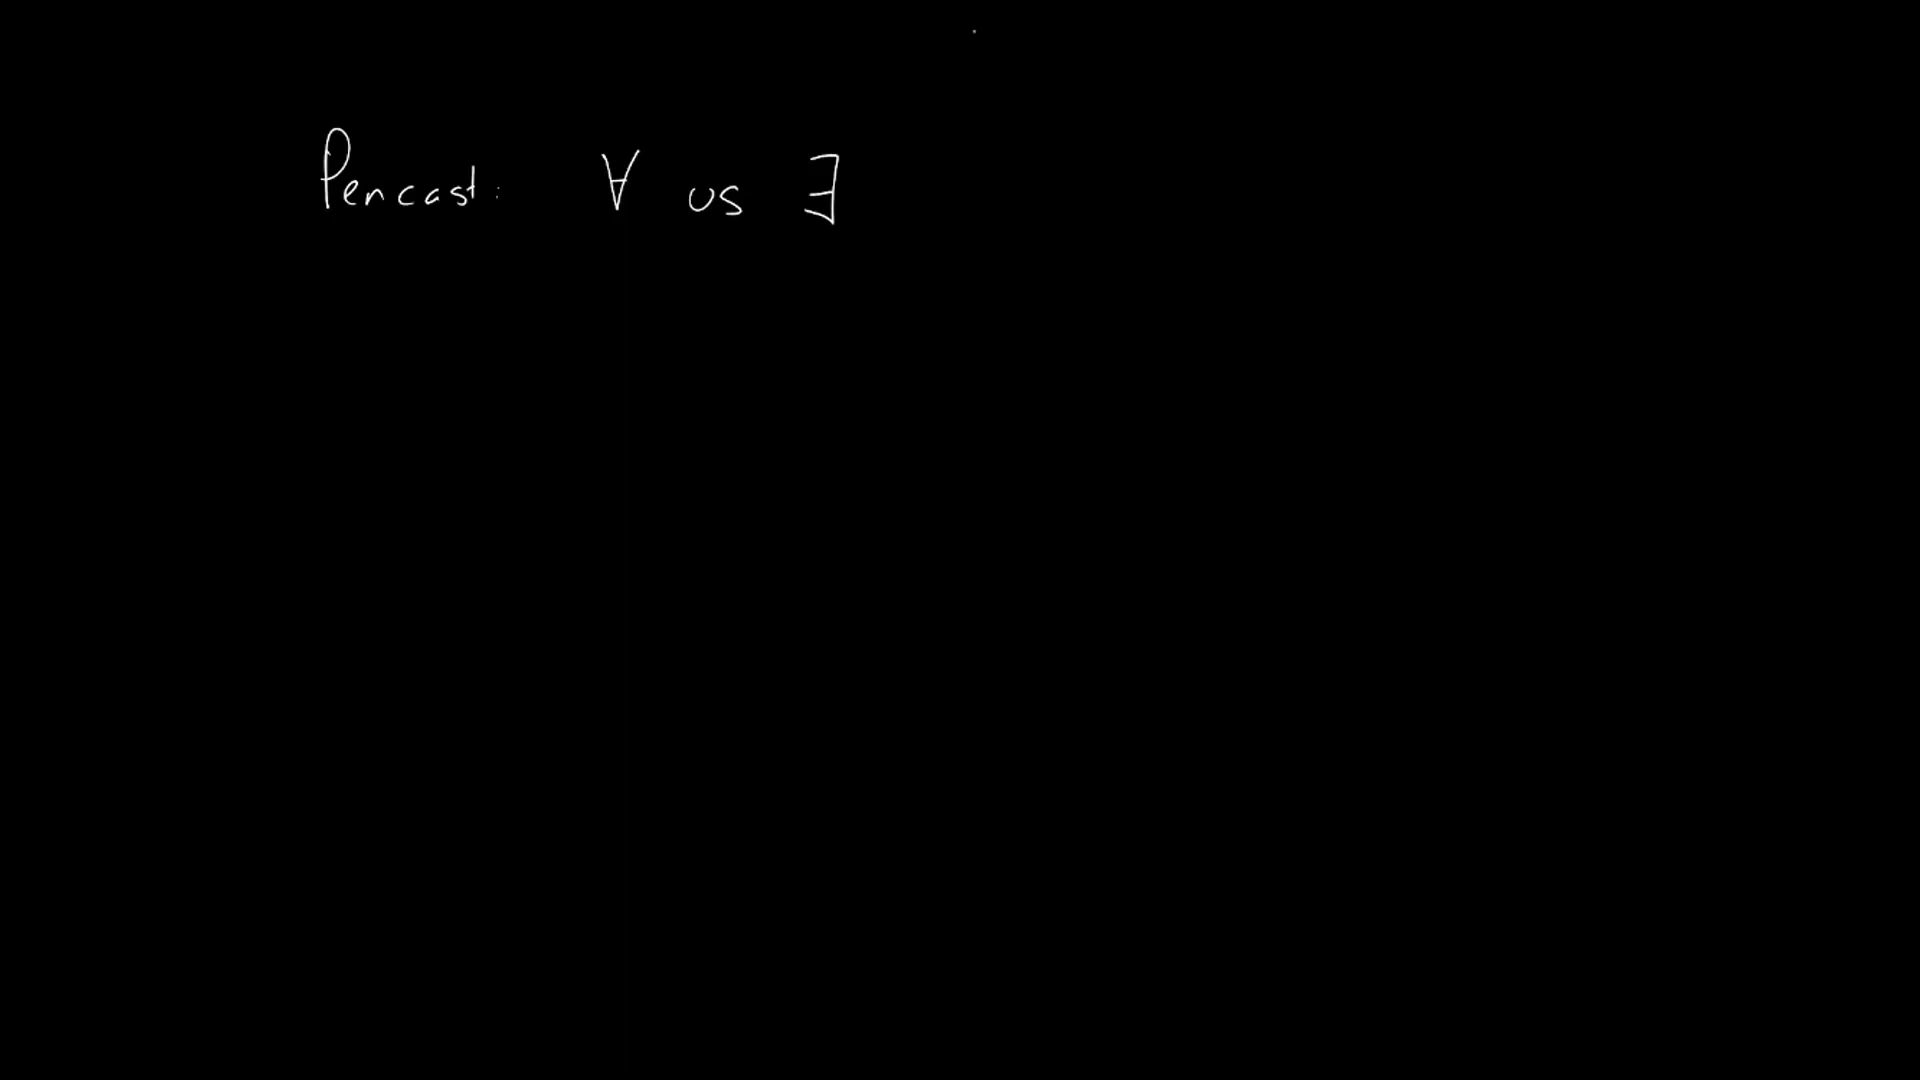 Pencast: ∀ vs ∃